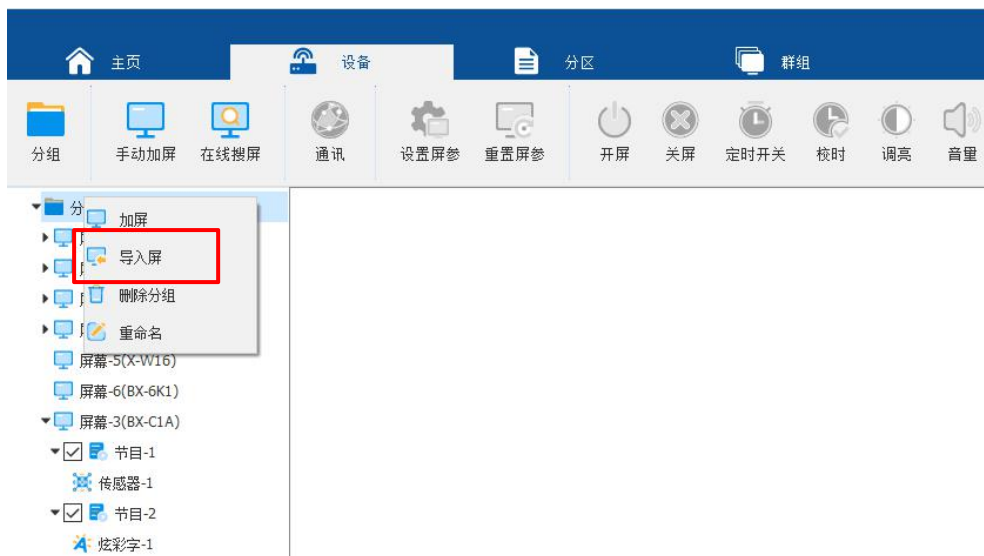 主页 设备 分区 群组
分组 手动加屏 在线搜屏 通讯 设置屏参 重置屏参 开屏 关屏 定时开关 校时 调亮 音量
分
加屏
导入屏
删除分组
重命名
屏幕-5(X-W16)
屏幕-6(BX-6K1)
屏幕-3(BX-C1A)
节目-1
传感器-1
节目-2
炫彩字-1